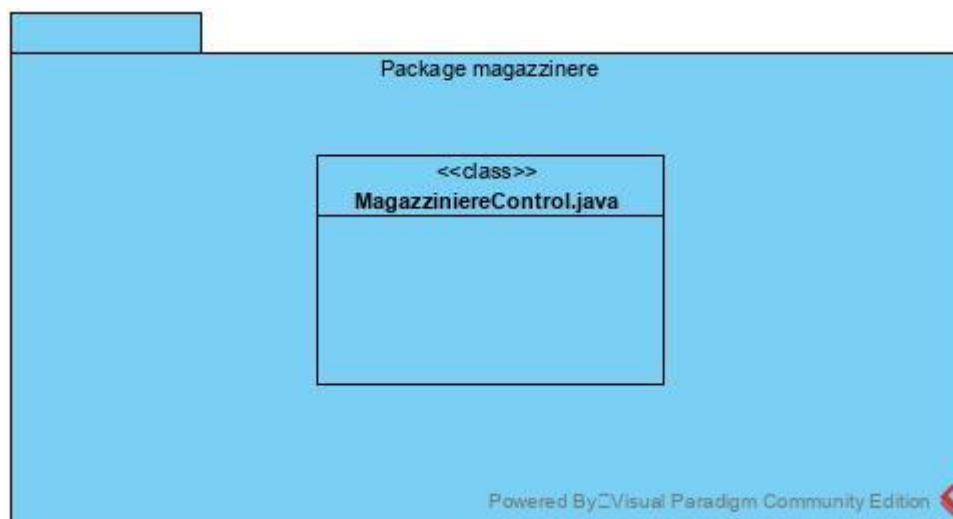 Package magazzinere
<<class>>
MagazziniereControl.java
Powered By Visual Paradigm Community Edition